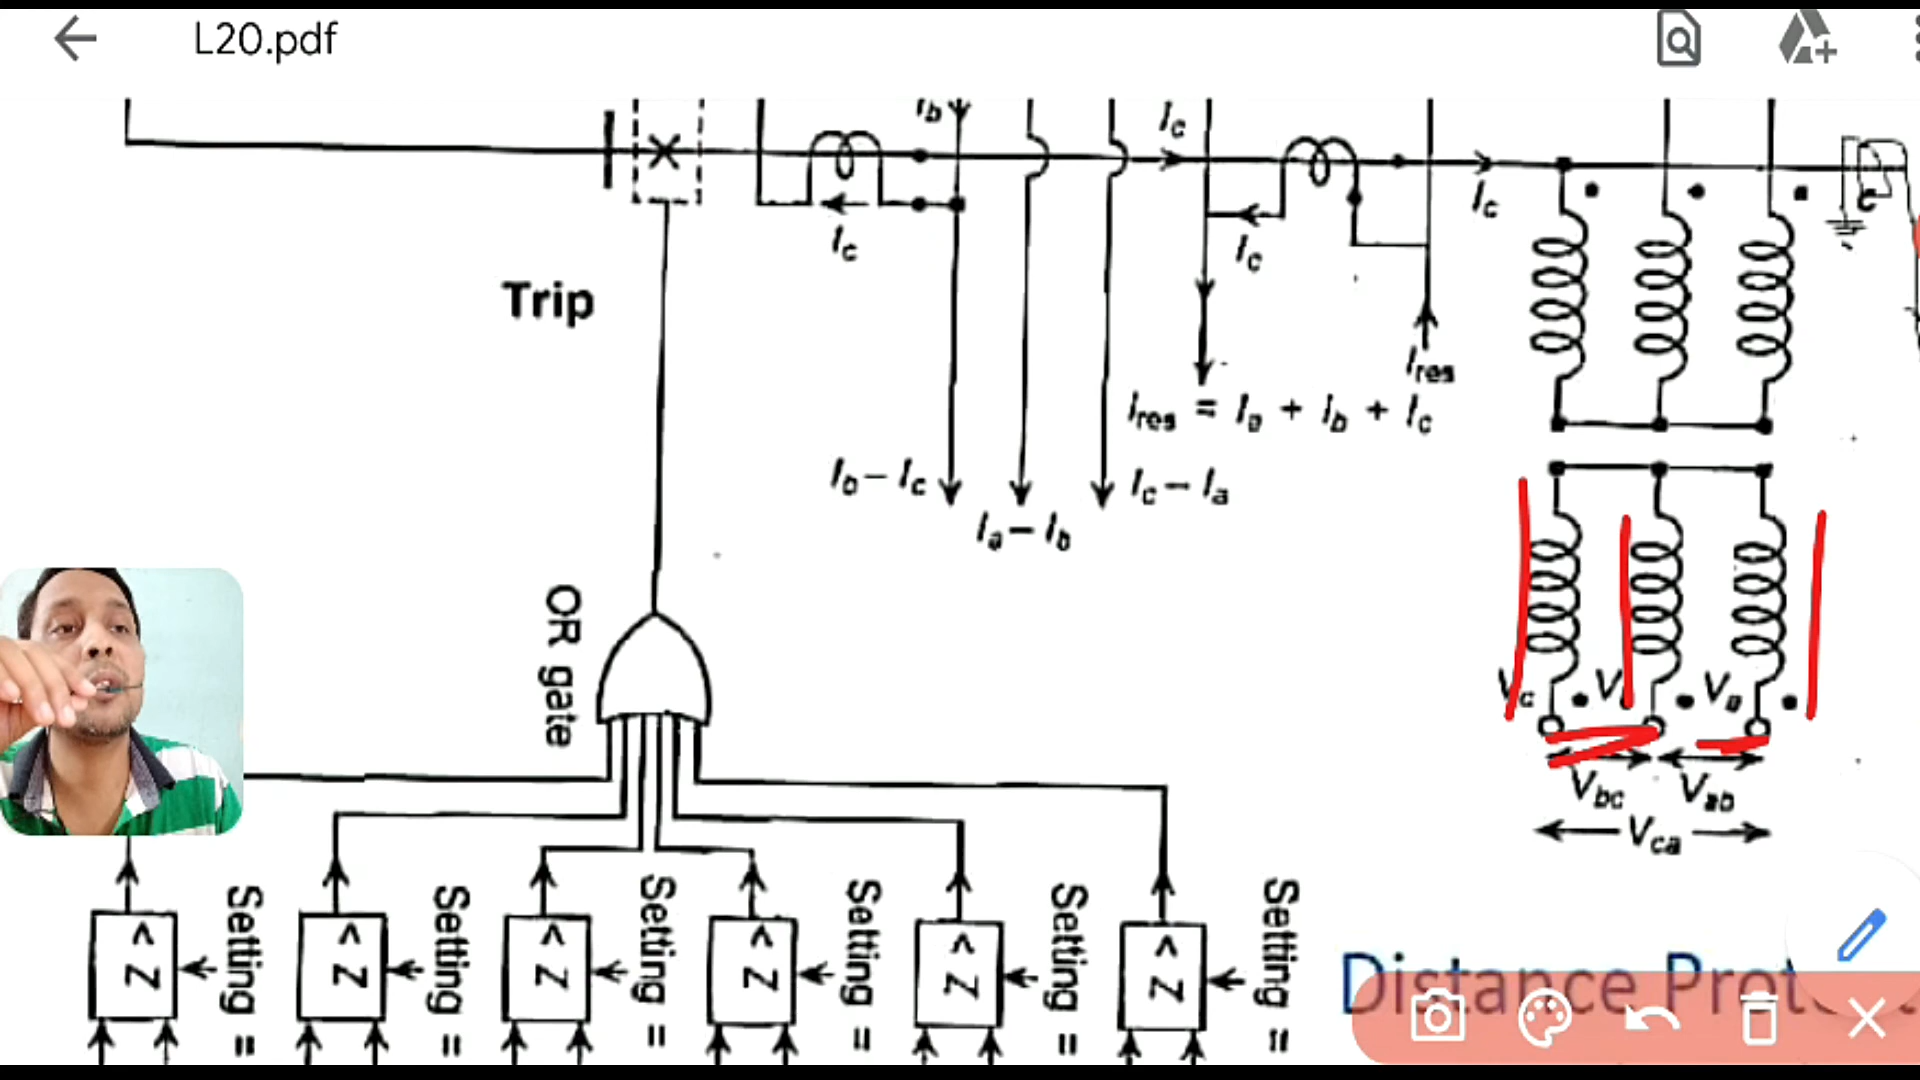 L20.pdf
Ib
Ic
Ic
Ic
Ic
Trip
Ires
Ires = Ia + Ib + Ic
Ib – Ic
Ic – Ia
Ia – Ib
OR gate
Vc
V
Va
Vbc
Vab
Vca
Setting =
Setting =
Setting =
Setting =
Setting =
Setting =
< Z
< Z
< Z
< Z
< Z
< Z
c
Distance Prot